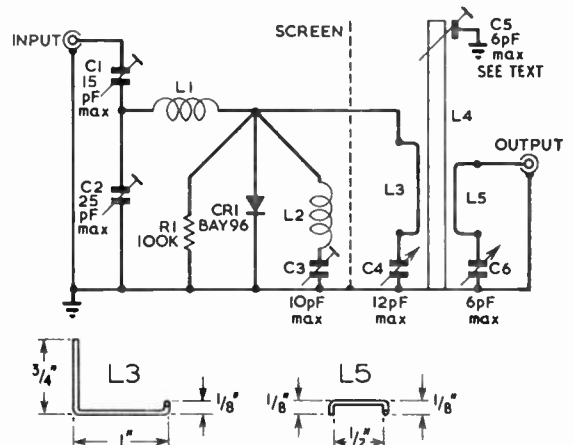 INPUT
C1
15
pF
max
L1
SCREEN
C5
6pF
max
SEE TEXT
L4
OUTPUT
C2
25
pF
max
R1
100K
CR1
BAY96
L2
L3
L5
C3
10pF
max
C4
12pF
max
C6
6pF
max
L3
3/4"
1/8"
1"
L5
1/8"
1/8"
1/2"